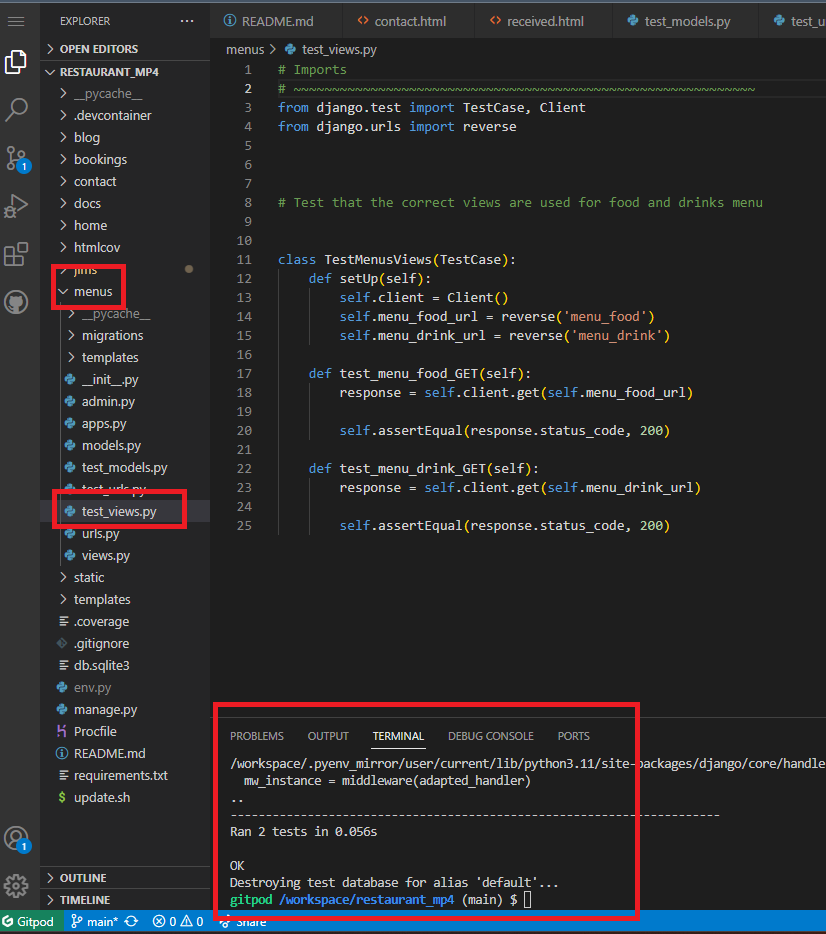 EXPLORER ···
OPEN EDITORS
RESTAURANT_MP4
__pycache__
.devcontainer
blog
bookings
contact
docs
home
htmlcov
jims
menus
__pycache__
migrations
templates
__init__.py
admin.py
apps.py
models.py
test_models.py
test_urls.py
test_views.py
urls.py
views.py
static
templates
.coverage
.gitignore
db.sqlite3
env.py
manage.py
Procfile
README.md
requirements.txt
update.sh
OUTLINE
TIMELINE
1
1
README.md contact.html received.html test_models.py test_u
menus > test_views.py
1 # Imports
2 # ~~~~~~~~~~~~~~~~~~~~~~~~~~~~~~~~~~~~~~~~~~~~~~~~~~~~~~~~~~~~
3 from django.test import TestCase, Client
4 from django.urls import reverse
5
6
7
8 # Test that the correct views are used for food and drinks menu
9
10
11 class TestMenusViews(TestCase):
12 def setUp(self):
13 self.client = Client()
14 self.menu_food_url = reverse('menu_food')
15 self.menu_drink_url = reverse('menu_drink')
16
17 def test_menu_food_GET(self):
18 response = self.client.get(self.menu_food_url)
19
20 self.assertEqual(response.status_code, 200)
21
22 def test_menu_drink_GET(self):
23 response = self.client.get(self.menu_drink_url)
24
25 self.assertEqual(response.status_code, 200)
PROBLEMS OUTPUT TERMINAL DEBUG CONSOLE PORTS
/workspace/.pyenv_mirror/user/current/lib/python3.11/site-packages/django/core/handle
mw_instance = middleware(adapted_handler)
..
----------------------------------------------------------------------
Ran 2 tests in 0.056s
OK
Destroying test database for alias 'default'...
gitpod /workspace/restaurant_mp4 (main) $
Gitpod main* 0 0 Share